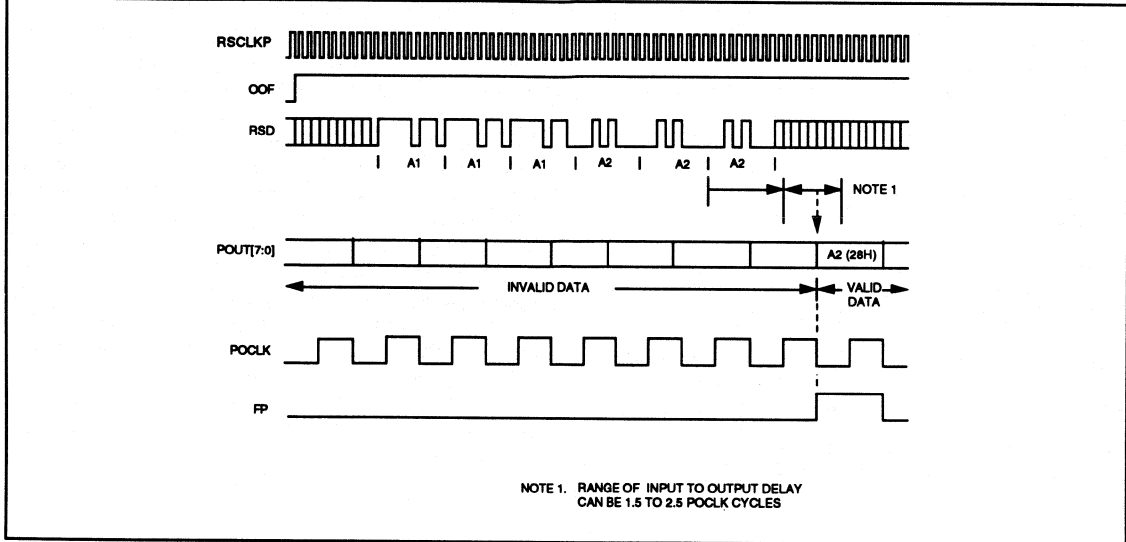 RSCLKP
OOF
RSD
A1 A1 A1 A2 A2 A2
NOTE 1
POUT[7:0]
A2 (28H)
INVALID DATA
VALID
DATA
POCLK
FP
NOTE 1. RANGE OF INPUT TO OUTPUT DELAY
CAN BE 1.5 TO 2.5 POCLK CYCLES